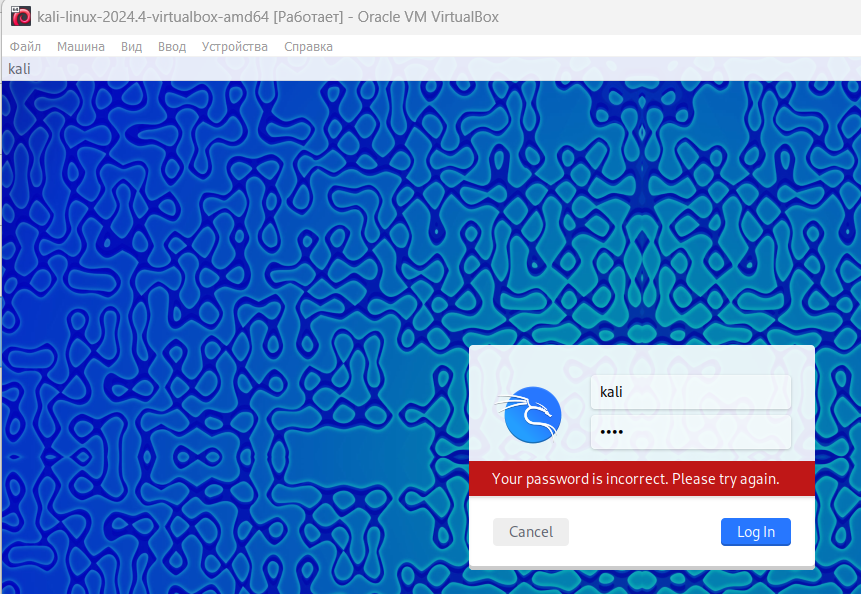 kali-linux-2024.4-virtualbox-amd64 [Работает] - Oracle VM VirtualBox
Файл Машина Вид Ввод Устройства Справка
kali
kali
••••
Your password is incorrect. Please try again.
Cancel Log In